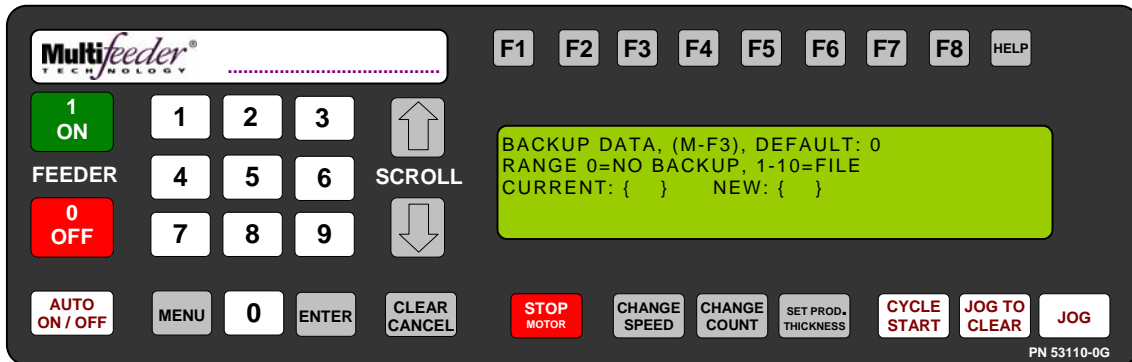 Multifeeder®
TECHNOLOGY
F1 F2 F3 F4 F5 F6 F7 F8 HELP
1
ON
FEEDER
0
OFF
1 2 3
4 5 6
7 8 9
SCROLL
BACKUP DATA, (M-F3), DEFAULT: 0
RANGE 0=NO BACKUP, 1-10=FILE
CURRENT: { } NEW: { }
AUTO
ON / OFF
MENU 0 ENTER
CLEAR
CANCEL
STOP
MOTOR
CHANGE
SPEED
CHANGE
COUNT
SET PROD.
THICKNESS
CYCLE
START
JOG TO
CLEAR
JOG
PN 53110-0G